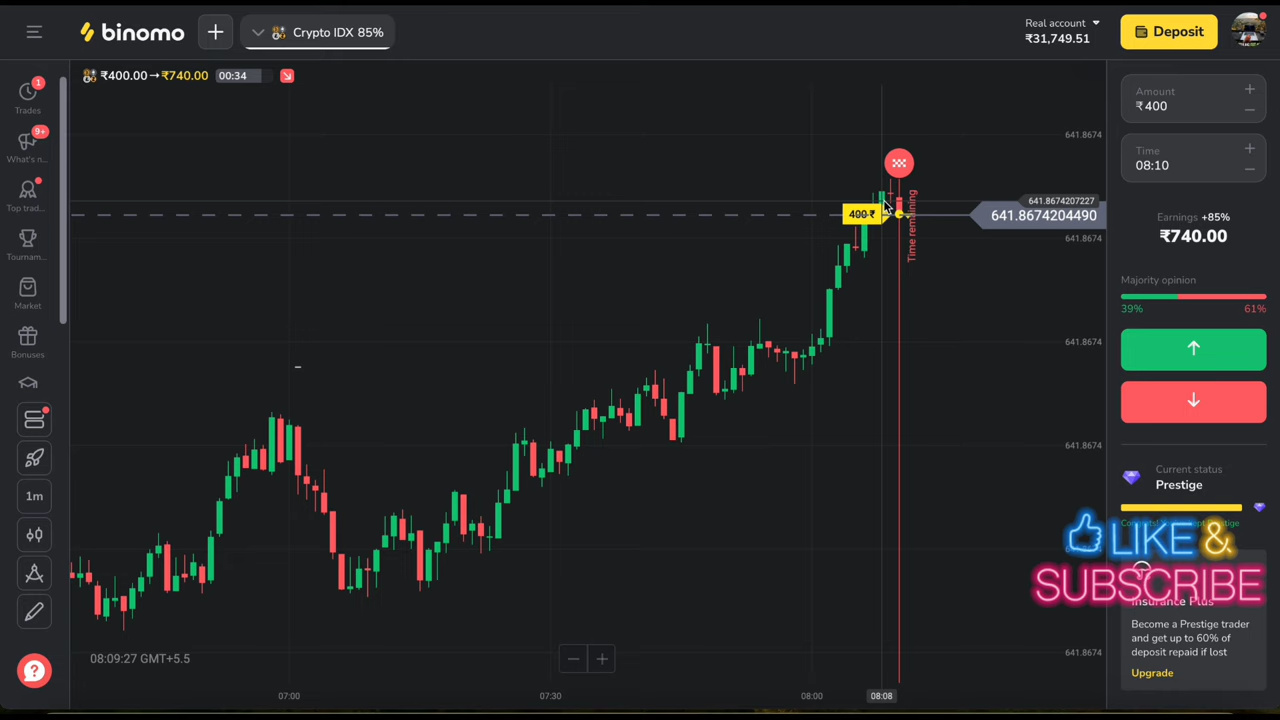 binomo
+
Crypto IDX 85%
Real account
₹31,749.51
Deposit
₹400.00→₹740.00
00:34
1
Trades
9+
What's n...
Top trad...
Tournam...
Market
Bonuses
1m
?
641.8674
641.8674207227
641.8674204490
641.8674
641.8674
641.8674
641.8674
400 ₹
Time remaining
08:09:27 GMT+5.5
07:00
07:30
08:00
08:08
Amount
₹400
Time
08:10
Earnings +85%
₹740.00
Majority opinion
39%
61%
Current status
Prestige
LIKE &
SUBSCRIBE
Insurance Plus
Become a Prestige trader
and get up to 60% of
deposit repaid if lost
Upgrade